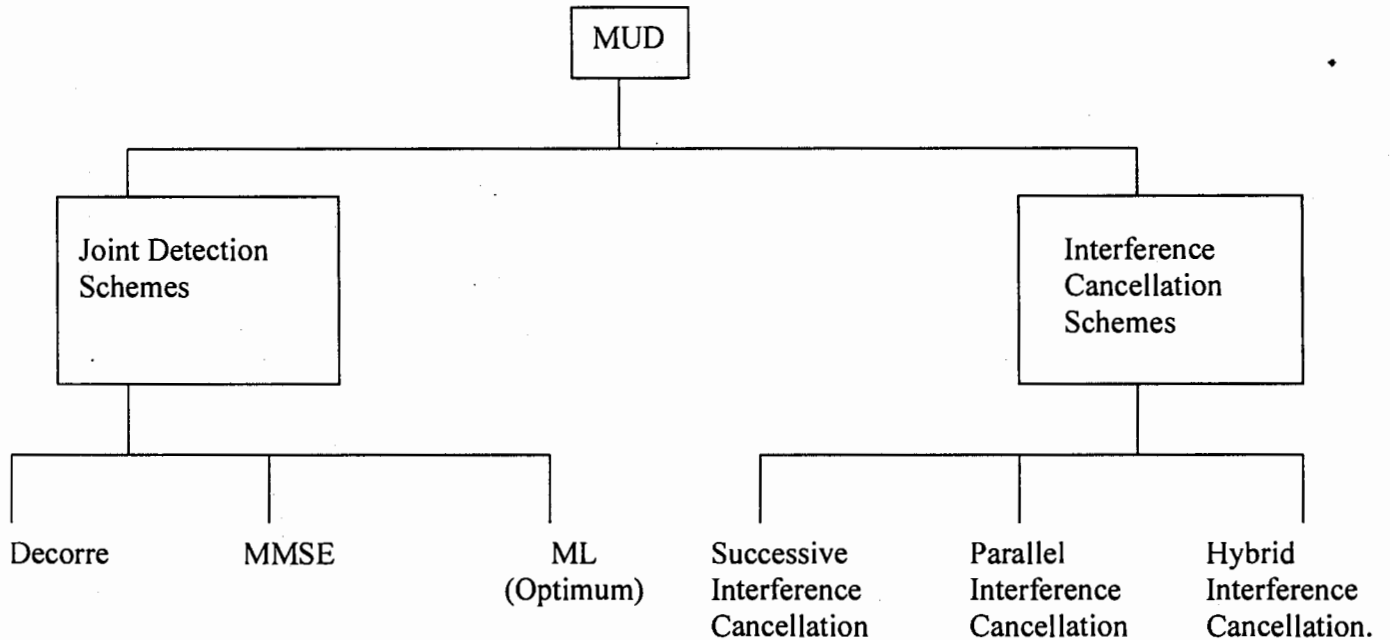 MUD
Joint Detection
Schemes
Interference
Cancellation
Schemes
Decorre
MMSE
ML
(Optimum)
Successive
Interference
Cancellation
Parallel
Interference
Cancellation
Hybrid
Interference
Cancellation.